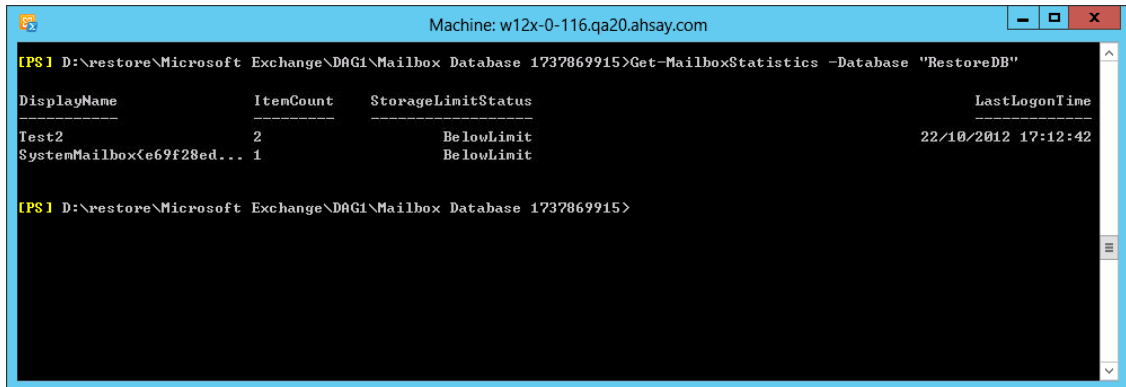 Machine: w12x-0-116.qa20.ahsay.com
[PS] D:\restore\Microsoft Exchange\DAG1\Mailbox Database 1737869915>Get-MailboxStatistics -Database "RestoreDB"
DisplayName ItemCount StorageLimitStatus LastLogonTime
----------- --------- ------------------ -------------
Test2 2 BelowLimit 22/10/2012 17:12:42
SystemMailbox{e69f28ed... 1 BelowLimit
[PS] D:\restore\Microsoft Exchange\DAG1\Mailbox Database 1737869915>